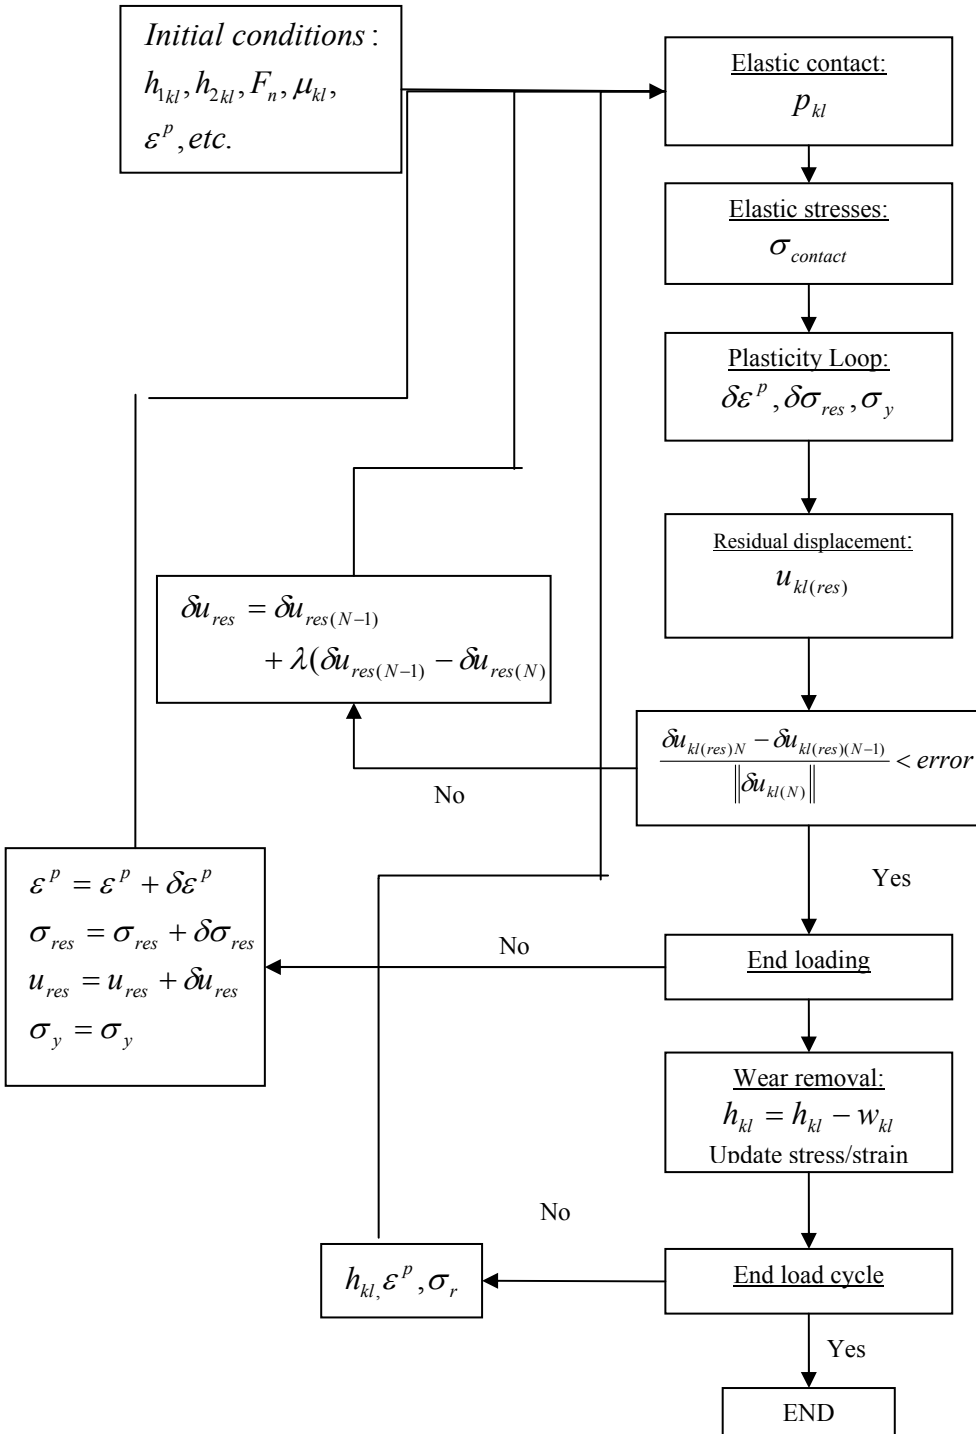 Initial conditions :
h_{1kl}, h_{2kl}, F_n, μ_{kl},
ε^p, etc.
Elastic contact:
p_{kl}
Elastic stresses:
σ_{contact}
Plasticity Loop:
δε^p, δσ_{res}, σ_y
Residual displacement:
u_{kl(res)}
δu_{res} = δu_{res(N−1)}
+ λ(δu_{res(N−1)} − δu_{res(N)}
\frac{δu_{kl(res)N} − δu_{kl(res)(N−1)}}{‖δu_{kl(N)}‖} < error
No
Yes
ε^p = ε^p + δε^p
σ_{res} = σ_{res} + δσ_{res}
u_{res} = u_{res} + δu_{res}
σ_y = σ_y
No
End loading
Wear removal:
h_{kl} = h_{kl} − w_{kl}
Update stress/strain
No
h_{kl,} ε^p, σ_r
End load cycle
Yes
END